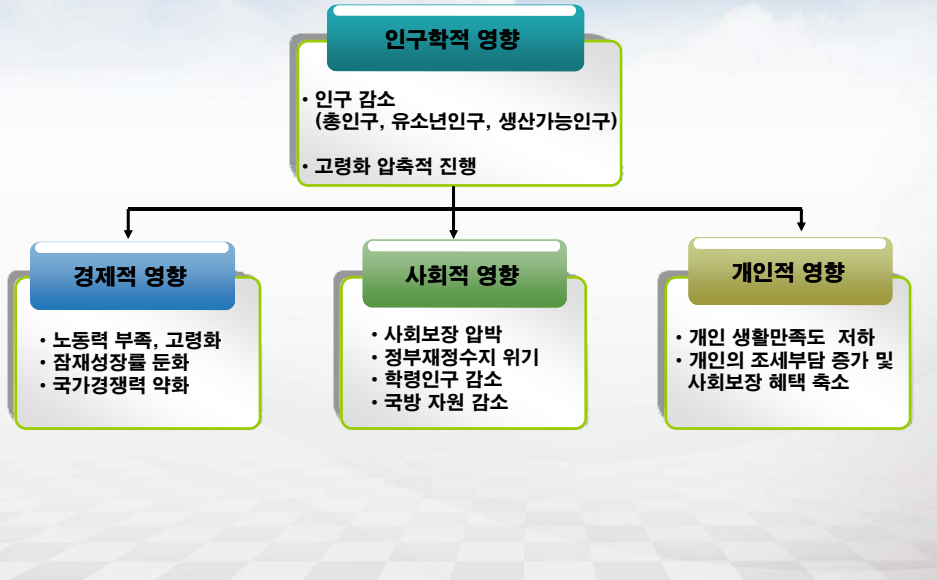 인구학적 영향
• 인구 감소
(총인구, 유소년인구, 생산가능인구)
• 고령화 압축적 진행
경제적 영향
• 노동력 부족, 고령화
• 잠재성장률 둔화
• 국가경쟁력 약화
사회적 영향
• 사회보장 압박
• 정부재정수지 위기
• 학령인구 감소
• 국방 자원 감소
개인적 영향
• 개인 생활만족도 저하
• 개인의 조세부담 증가 및
사회보장 혜택 축소